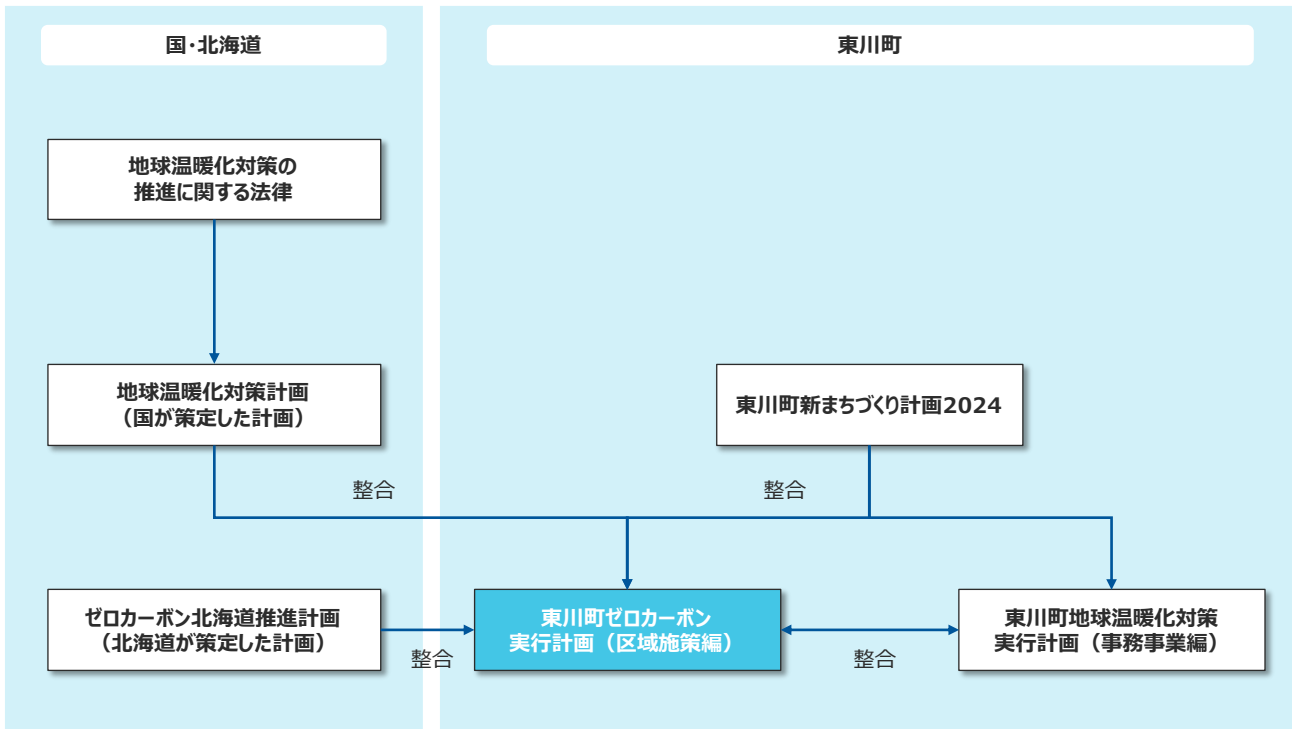 国・北海道
東川町
地球温暖化対策の
推進に関する法律
地球温暖化対策計画
（国が策定した計画）
東川町新まちづくり計画2024
整合
整合
ゼロカーボン北海道推進計画
（北海道が策定した計画）
整合
東川町ゼロカーボン
実行計画（区域施策編）
整合
東川町地球温暖化対策
実行計画（事務事業編）